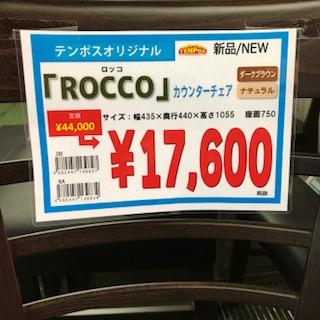 テンポスオリジナル TENPOS 新品/NEW
ロッコ
「ROCCO」カウンターチェア
ダークブラウン
ナチュラル
定価
¥44,000
サイズ：幅435×奥行440×高さ1055 座面750
¥17,600
税抜
DB
NA